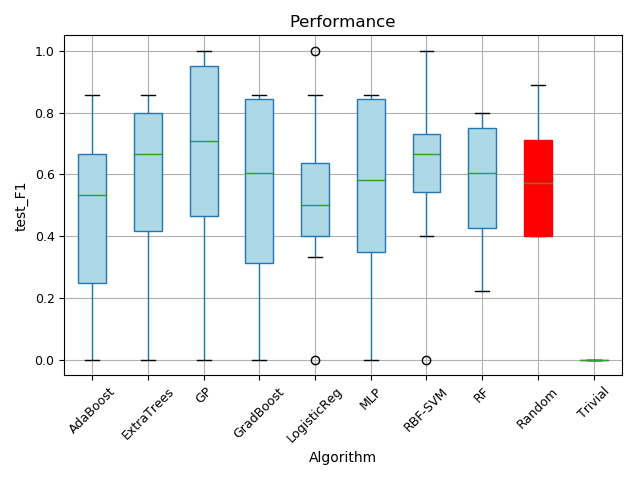 Performance
1.0
0.8
0.6
0.4
0.2
0.0
test_F1
AdaBoost
ExtraTrees
GP
GradBoost
LogisticReg
MLP
RBF-SVM
RF
Random
Trivial
Algorithm